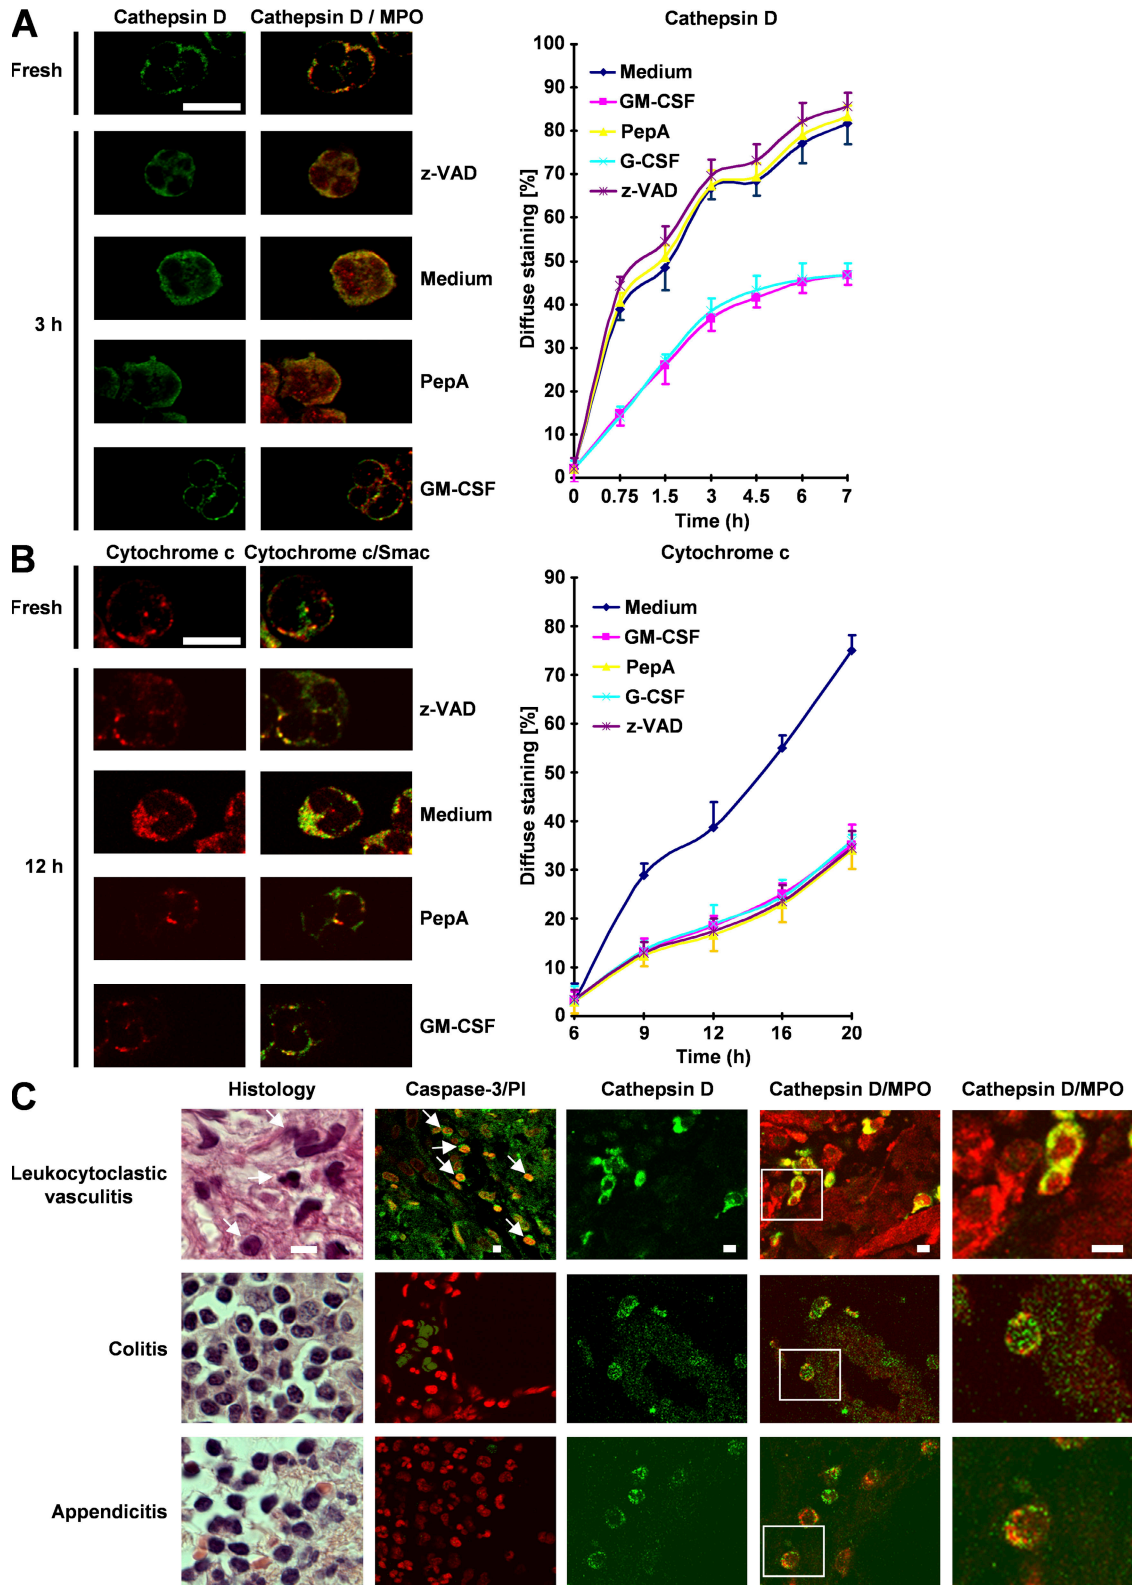 A
Cathepsin D
Cathepsin D / MPO
Fresh
3 h
z-VAD
Medium
PepA
GM-CSF
Cathepsin D
Diffuse staining [%]
100
90
80
70
60
50
40
30
20
10
0
Medium
GM-CSF
PepA
G-CSF
z-VAD
0 0.75 1.5 3 4.5 6 7
Time (h)
B
Cytochrome c
Cytochrome c/Smac
Fresh
12 h
z-VAD
Medium
PepA
GM-CSF
Cytochrome c
Diffuse staining [%]
90
80
70
60
50
40
30
20
10
0
Medium
GM-CSF
PepA
G-CSF
z-VAD
6 9 12 16 20
Time (h)
C
Histology
Caspase-3/PI
Cathepsin D
Cathepsin D/MPO
Cathepsin D/MPO
Leukocytoclastic
vasculitis
Colitis
Appendicitis